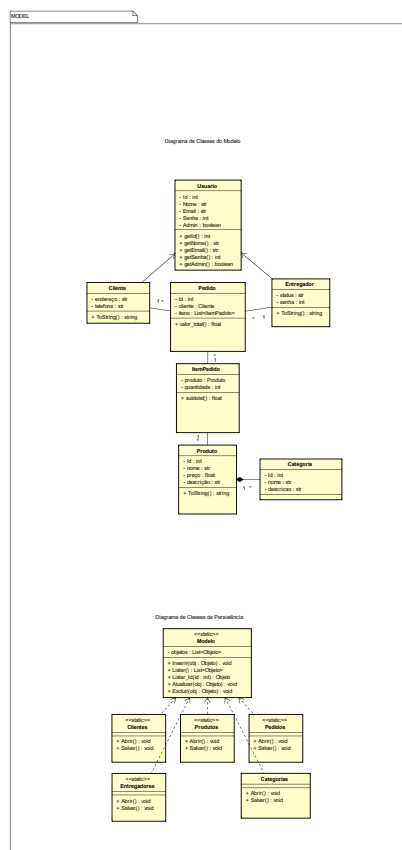 MODEL
Diagrama de Classes do Modelo
Usuario
- Id : int
- Nome : str
- Email : str
- Senha : int
- Admin : boolean
+ getId() : int
+ getNome() : str
+ getEmail() : str
+ getSenha() : int
+ getAdmin() : boolean
Cliente
- endereço : str
- telefone : str
+ ToString() : string
1 *
Pedido
- Id : int
- cliente : Cliente
- itens : List<ItemPedido>
+ valor_total() : float
* 1
Entregador
- status : str
- senha : int
+ ToString() : string
*
1
ItemPedido
- produto : Produto
- quantidade : int
+ subtotal() : float
1
*
Produto
- Id : int
- nome : str
- preço : float
- descrição : str
+ ToString() : string
1 *
Categoria
- Id : int
- nome : str
- descricao : str
Diagrama de Classes de Persistência
<<static>>
Modelo
- objetos : List<Objeto>
+ Inserir(obj : Objeto) : void
+ Listar() : List<Objeto>
+ Listar_Id(id : int) : Objeto
+ Atualizar(obj : Objeto) : void
+ Excluir(obj : Objeto) : void
<<static>>
Clientes
+ Abrir() : void
+ Salvar() : void
<<static>>
Produtos
+ Abrir() : void
+ Salvar() : void
<<static>>
Pedidos
+ Abrir() : void
+ Salvar() : void
<<static>>
Entregadores
+ Abrir() : void
+ Salvar() : void
Categorias
+ Abrir() : void
+ Salvar() : void